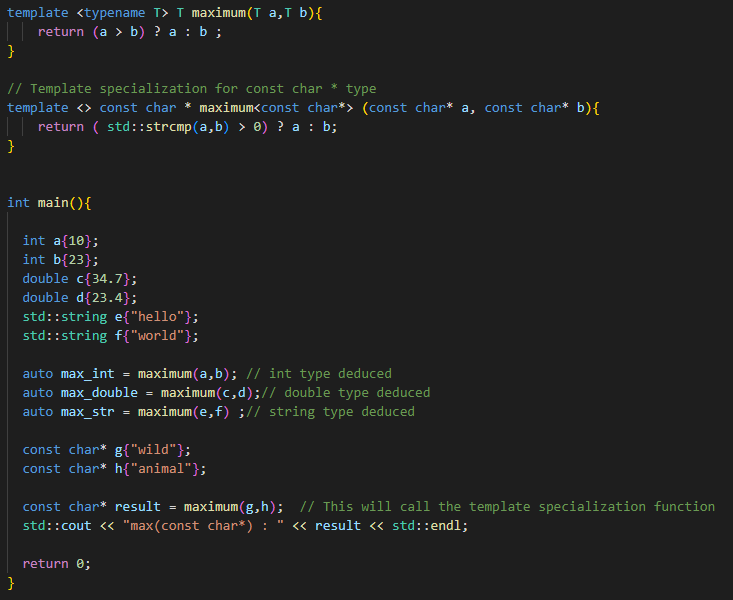 template <typename T> T maximum(T a,T b){
    return (a > b) ? a : b ;
}
// Template specialization for const char * type
template <> const char * maximum<const char*> (const char* a, const char* b){
    return ( std::strcmp(a,b) > 0) ? a : b;
}
int main(){
  int a{10};
  int b{23};
  double c{34.7};
  double d{23.4};
  std::string e{"hello"};
  std::string f{"world"};
  auto max_int = maximum(a,b); // int type deduced
  auto max_double = maximum(c,d);// double type deduced
  auto max_str = maximum(e,f) ;// string type deduced
  const char* g{"wild"};
  const char* h{"animal"};
  const char* result = maximum(g,h);  // This will call the template specialization function
  std::cout << "max(const char*) : " << result << std::endl;
  return 0;
}